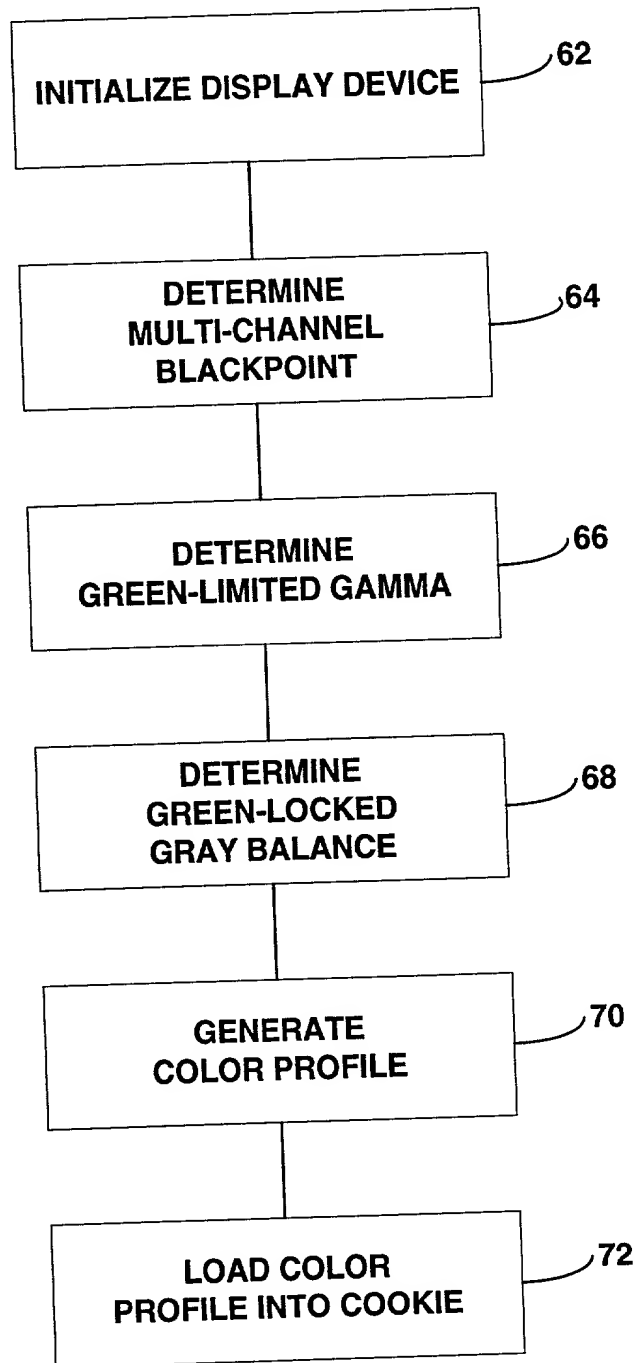 INITIALIZE DISPLAY DEVICE
62
DETERMINE
MULTI-CHANNEL
BLACKPOINT
64
DETERMINE
GREEN-LIMITED GAMMA
66
DETERMINE
GREEN-LOCKED
GRAY BALANCE
68
GENERATE
COLOR PROFILE
70
LOAD COLOR
PROFILE INTO COOKIE
72